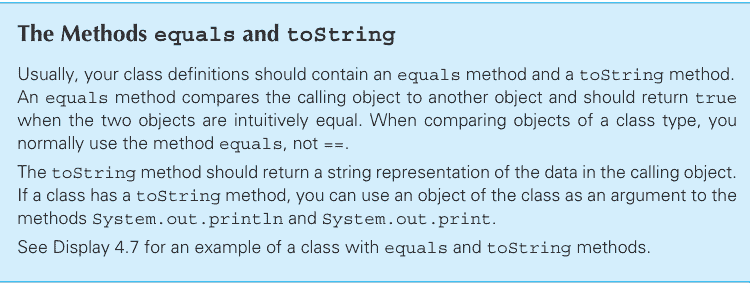 The Methods equals and toString
Usually, your class definitions should contain an equals method and a toString method.
An equals method compares the calling object to another object and should return true
when the two objects are intuitively equal. When comparing objects of a class type, you
normally use the method equals, not ==.
The toString method should return a string representation of the data in the calling object.
If a class has a toString method, you can use an object of the class as an argument to the
methods System.out.println and System.out.print.
See Display 4.7 for an example of a class with equals and toString methods.